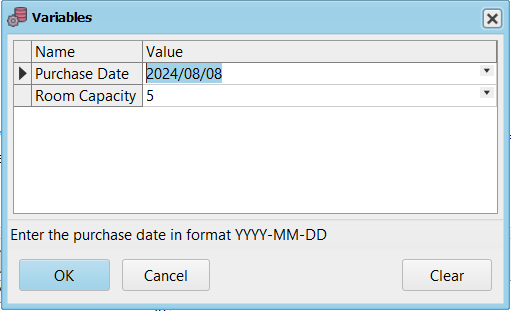 Variables
Name Value
Purchase Date 2024/08/08
Room Capacity 5
Enter the purchase date in format YYYY-MM-DD
OK Cancel Clear